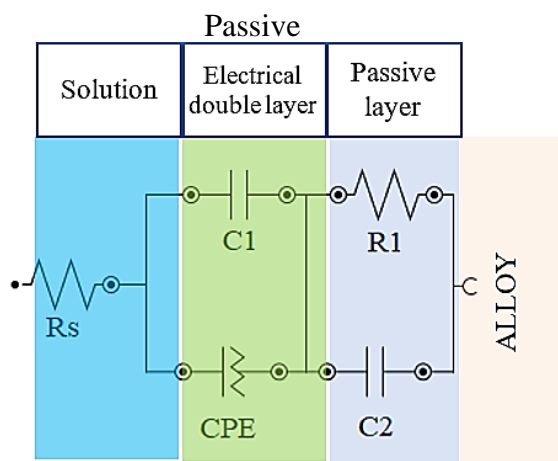 Passive
Solution
Electrical
double layer
Passive
layer
C1
R1
Rs
ALLOY
CPE
C2